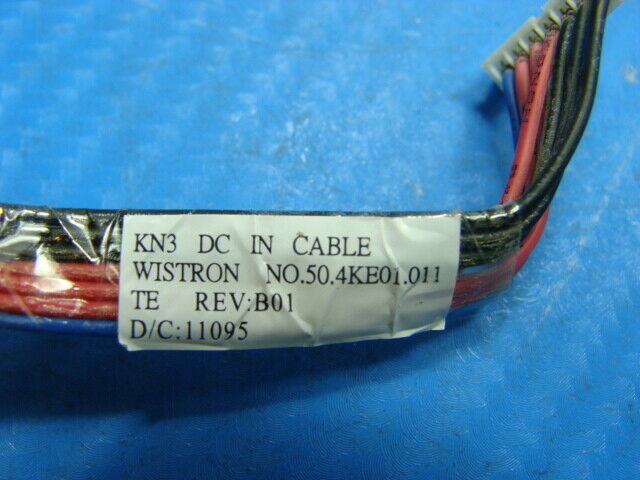 KN3 DC IN CABLE
WISTRON NO.50.4KE01.011
TE REV:B01
D/C:11095